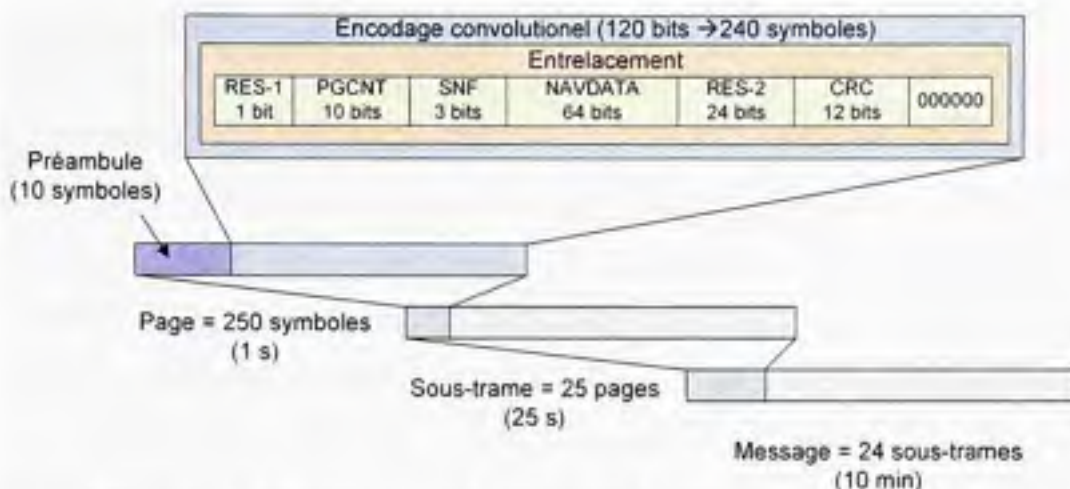 Encodage convolutionel (120 bits →240 symboles)
Entrelacement
RES-1 PGCNT SNF NAVDATA RES-2 CRC 000000
1 bit 10 bits 3 bits 64 bits 24 bits 12 bits
Préambule
(10 symboles)
Page = 250 symboles
(1 s)
Sous-trame = 25 pages
(25 s)
Message = 24 sous-trames
(10 min)